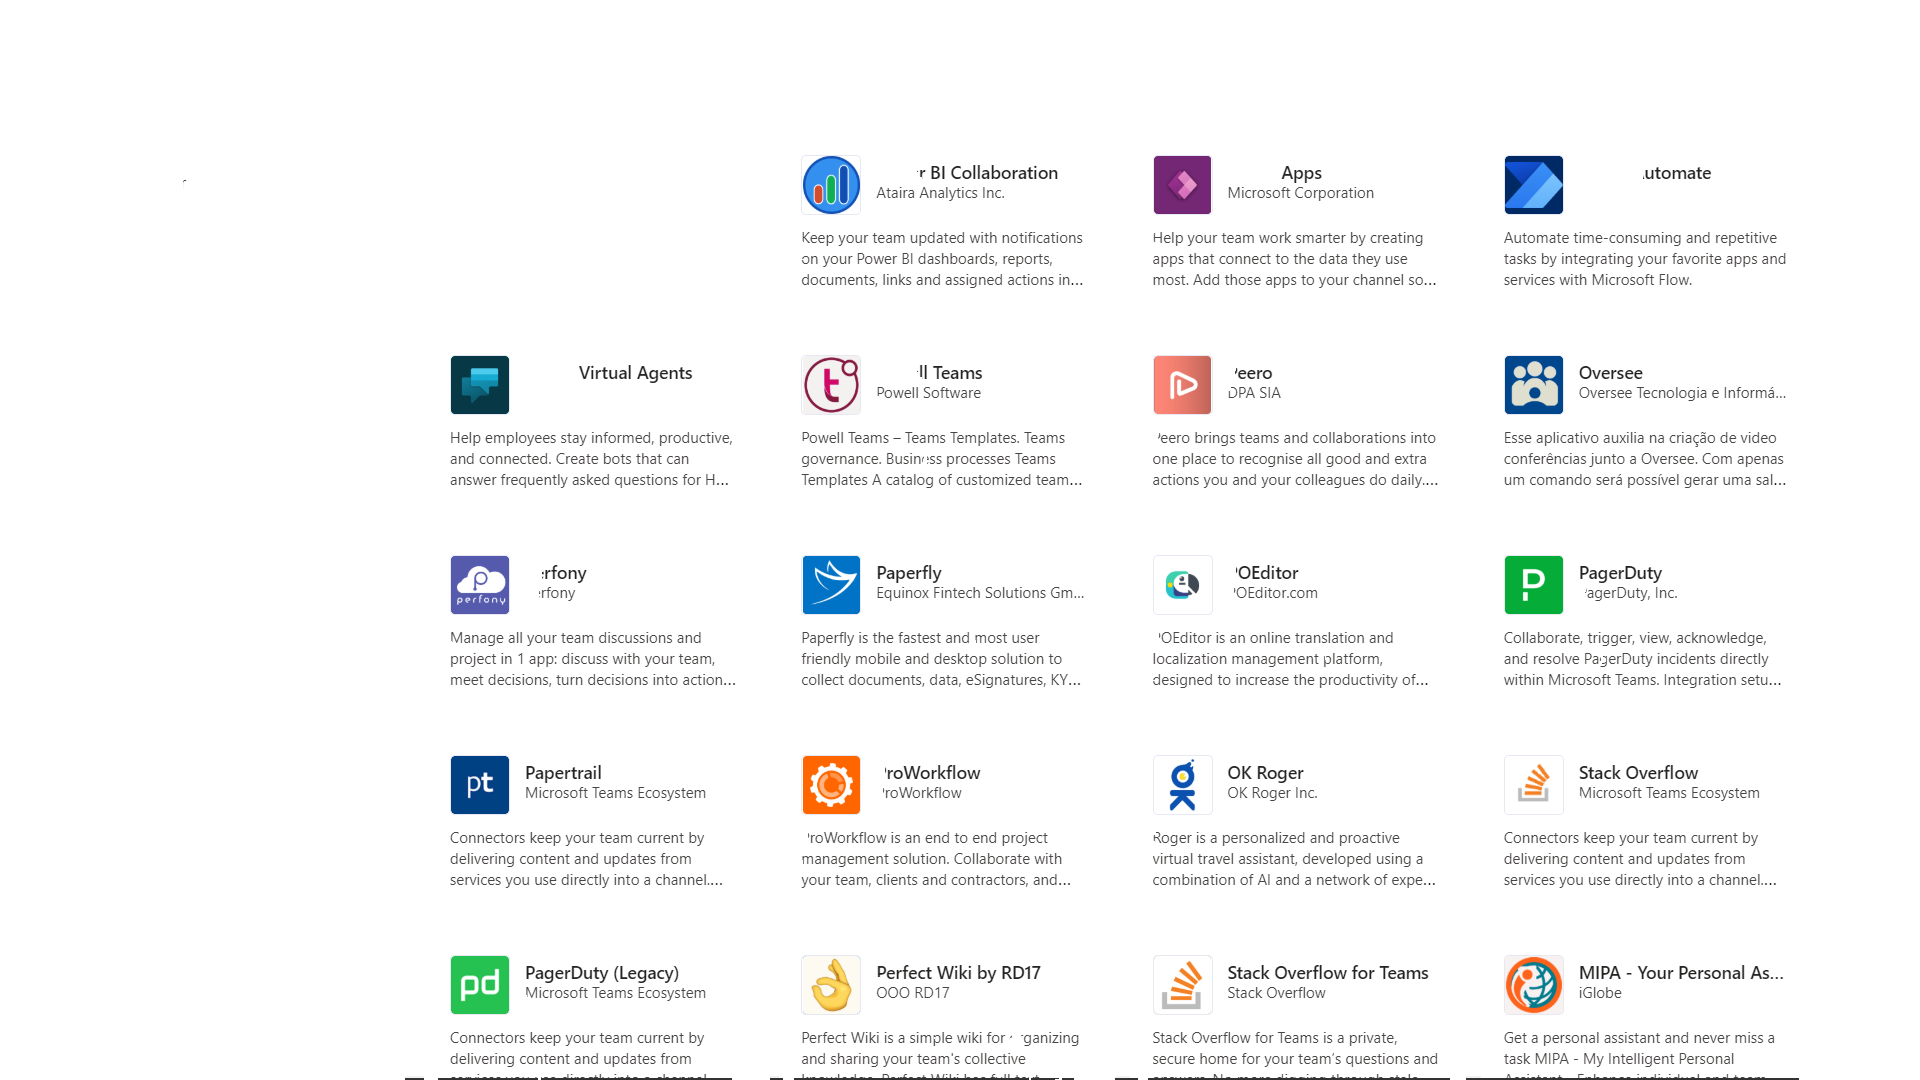 BI Collaboration
Ataira Analytics Inc.
Keep your team updated with notifications
on your Power BI dashboards, reports,
documents, links and assigned actions in...
Apps
Microsoft Corporation
Help your team work smarter by creating
apps that connect to the data they use
most. Add those apps to your channel so...
Automate time-consuming and repetitive
tasks by integrating your favorite apps and
services with Microsoft Flow.
Virtual Agents
Help employees stay informed, productive,
and connected. Create bots that can
answer frequently asked questions for H...
Teams
Powell Software
Powell Teams – Teams Templates. Teams
governance. Business processes Teams
Templates A catalog of customized team...
DPA SIA
brings teams and collaborations into
one place to recognise all good and extra
actions you and your colleagues do daily....
Oversee
Oversee Tecnologia e Informá...
Esse aplicativo auxilia na criação de video
conferências junto a Oversee. Com apenas
um comando será possível gerar uma sal...
perfony
Manage all your team discussions and
project in 1 app: discuss with your team,
meet decisions, turn decisions into action...
Paperfly
Equinox Fintech Solutions Gm...
Paperfly is the fastest and most user
friendly mobile and desktop solution to
collect documents, data, eSignatures, KY...
POEditor
POEditor.com
POEditor is an online translation and
localization management platform,
designed to increase the productivity of...
P
PagerDuty
PagerDuty, Inc.
Collaborate, trigger, view, acknowledge,
and resolve PagerDuty incidents directly
within Microsoft Teams. Integration setu...
pt
Papertrail
Microsoft Teams Ecosystem
Connectors keep your team current by
delivering content and updates from
services you use directly into a channel....
ProWorkflow
ProWorkflow
ProWorkflow is an end to end project
management solution. Collaborate with
your team, clients and contractors, and...
OK Roger
OK Roger Inc.
Roger is a personalized and proactive
virtual travel assistant, developed using a
combination of AI and a network of expe...
Stack Overflow
Microsoft Teams Ecosystem
Connectors keep your team current by
delivering content and updates from
services you use directly into a channel....
pd
PagerDuty (Legacy)
Microsoft Teams Ecosystem
Connectors keep your team current by
delivering content and updates from
Perfect Wiki by RD17
OOO RD17
Perfect Wiki is a simple wiki for organizing
and sharing your team's collective
Stack Overflow for Teams
Stack Overflow
Stack Overflow for Teams is a private,
secure home for your team's questions and
MIPA - Your Personal As...
iGlobe
Get a personal assistant and never miss a
task MIPA - My Intelligent Personal